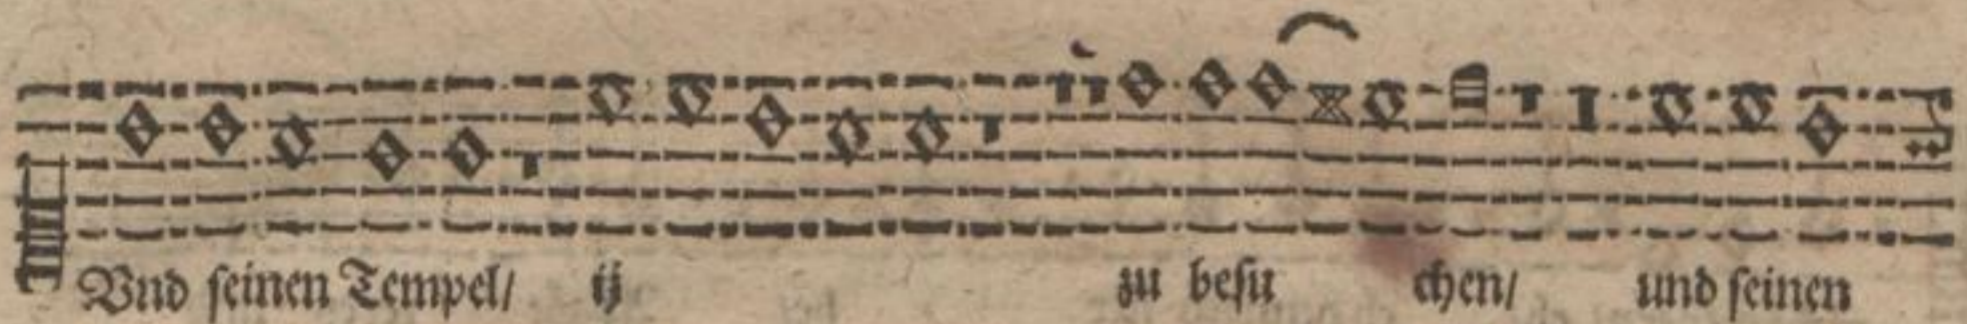 Vnd ſeinen Tempel/ ij zu beſu chen/ und ſeinen